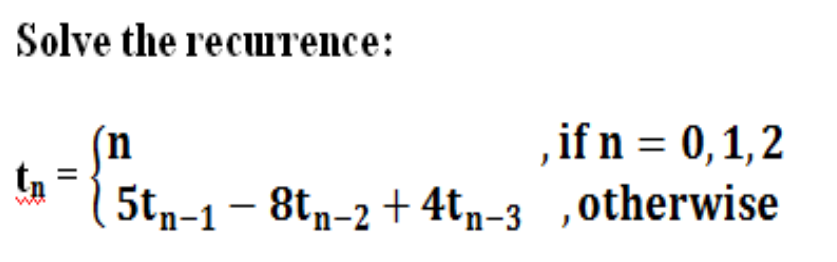 Solve the recurrence:
tₙ = { n , if n = 0, 1, 2
5tₙ₋₁ − 8tₙ₋₂ + 4tₙ₋₃ , otherwise